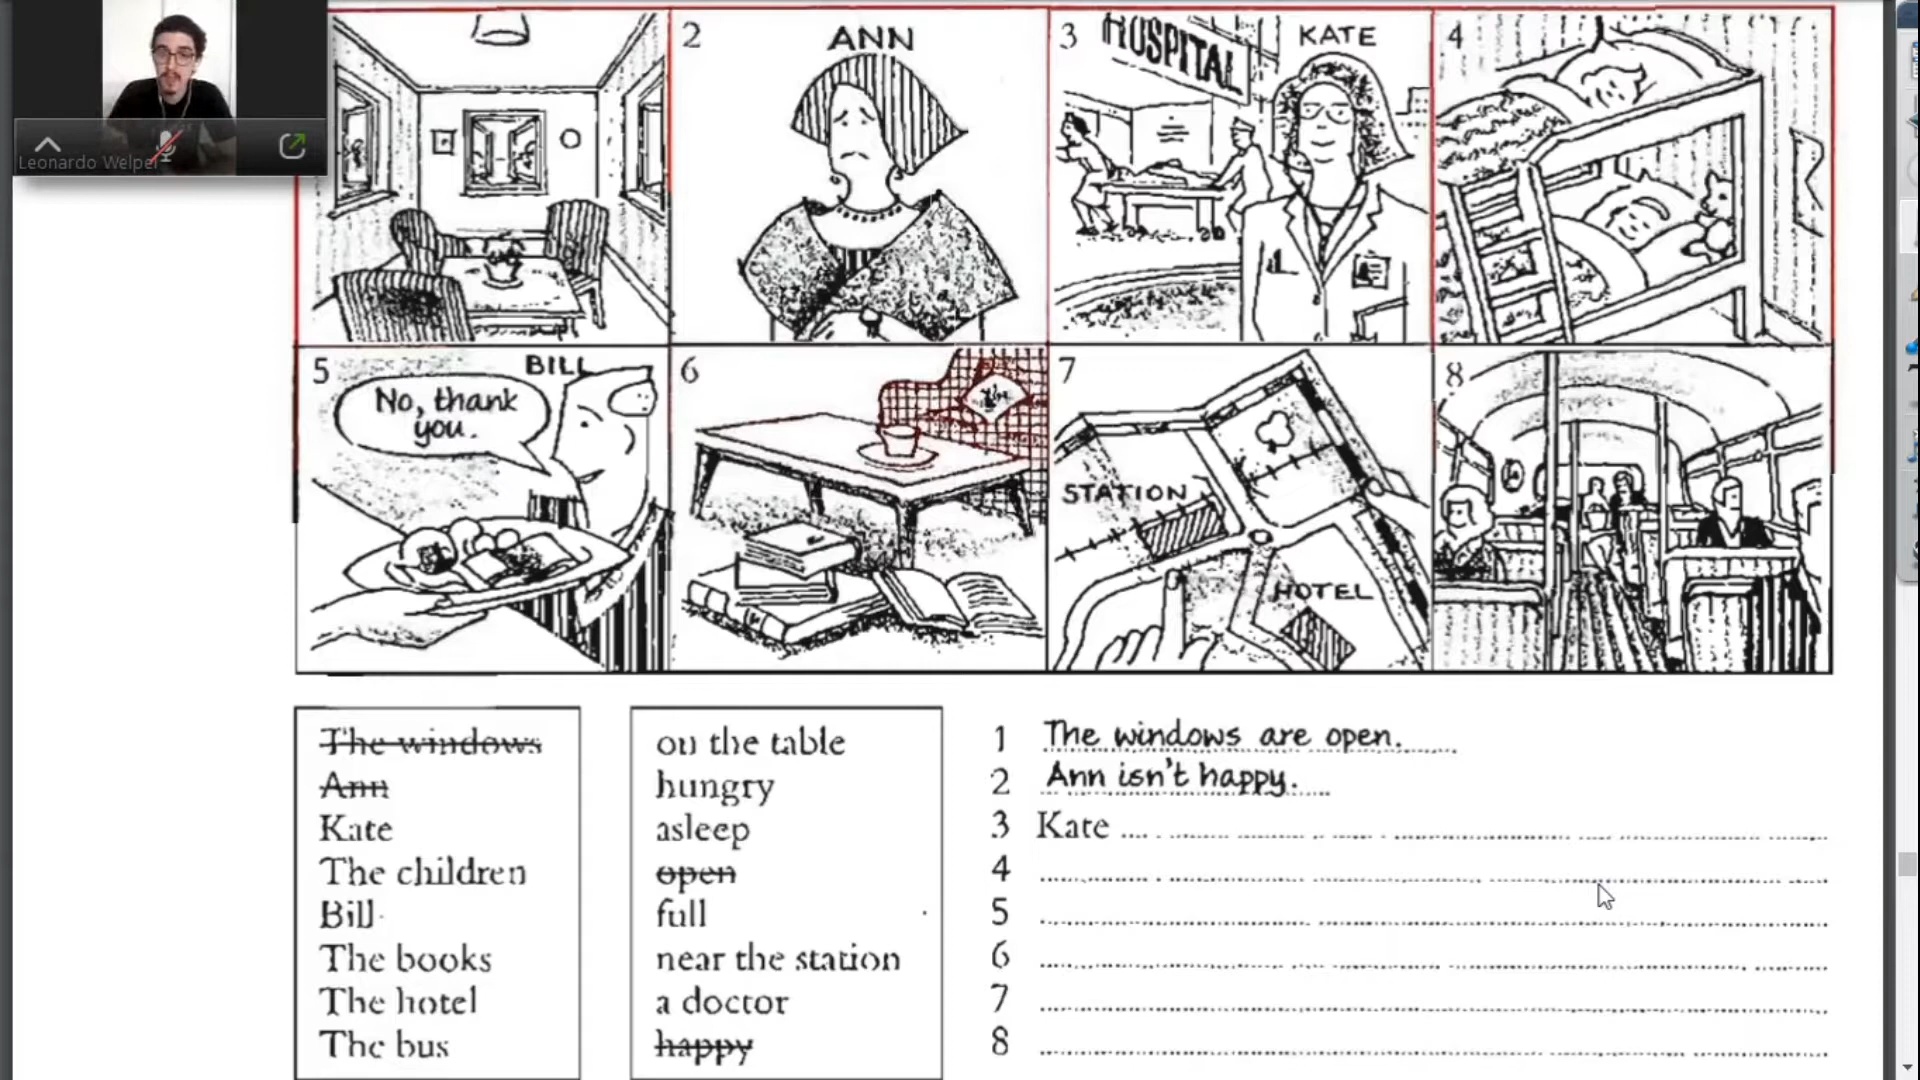 2
ANN
3
HOSPITAL
KATE
4
Leonardo Welpe
5
BILL
No, thank
you.
6
7
STATION
HOTEL
8
The windows
Ann
Kate
The children
Bill
The books
The hotel
The bus
on the table
hungry
asleep
open
full
near the station
a doctor
happy
1 The windows are open.
2 Ann isn't happy.
3 Kate
4
5
6
7
8